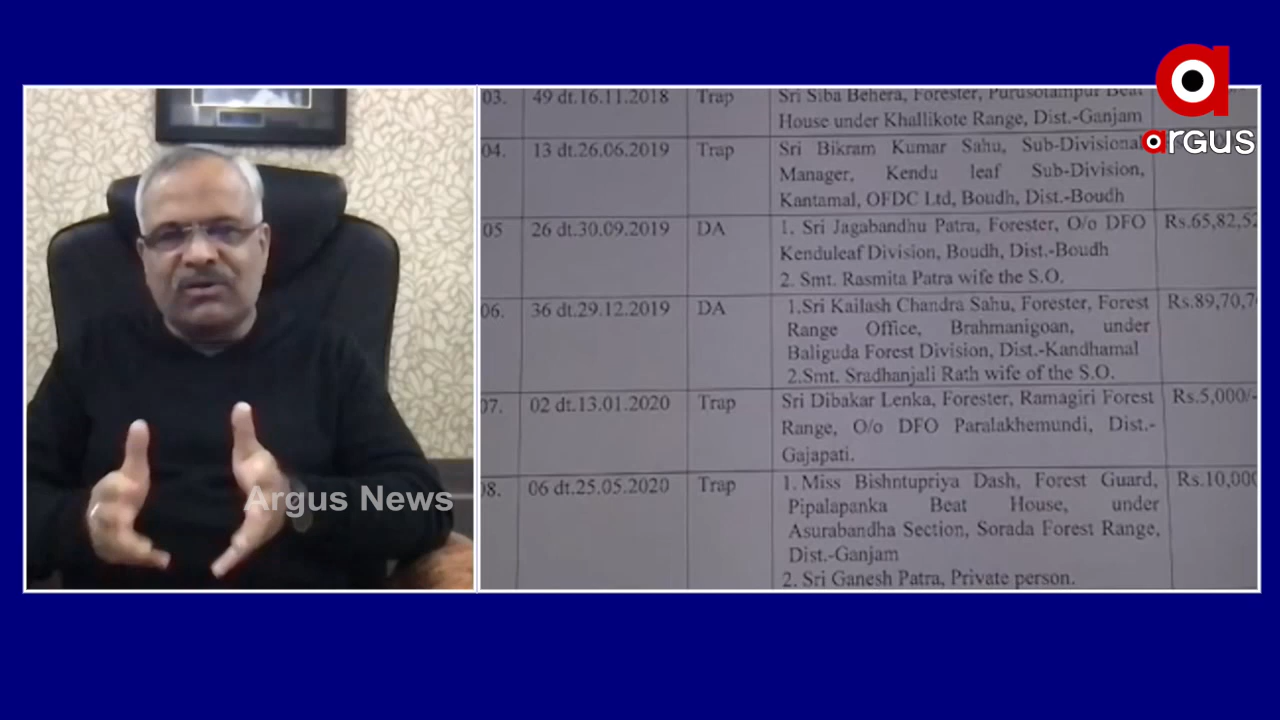 03.
49 dt.16.11.2018
Trap
Sri Siba Behera, Forester, Purusotampur Beat
House under Khallikote Range, Dist.-Ganjam
04.
13 dt.26.06.2019
Trap
Sri Bikram Kumar Sahu, Sub-Divisional
Manager, Kendu leaf Sub-Division,
Kantamal, OFDC Ltd, Boudh, Dist.-Boudh
05
26 dt.30.09.2019
DA
1. Sri Jagabandhu Patra, Forester, O/o DFO
Kenduleaf Division, Boudh, Dist.-Boudh
2. Smt. Rasmita Patra wife the S.O.
Rs.65,82,52
06.
36 dt.29.12.2019
DA
1.Sri Kailash Chandra Sahu, Forester, Forest
Range Office, Brahmanigoan, under
Baliguda Forest Division, Dist.-Kandhamal
2.Smt. Sradhanjali Rath wife of the S.O.
Rs.89,70,7
07.
02 dt.13.01.2020
Trap
Sri Dibakar Lenka, Forester, Ramagiri Forest
Range, O/o DFO Paralakhemundi, Dist.-
Gajapati.
Rs.5,000/-
08.
06 dt.25.05.2020
Trap
1. Miss Bishntupriya Dash, Forest Guard,
Pipalapanka Beat House, under
Asurabandha Section, Sorada Forest Range,
Dist.-Ganjam
2. Sri Ganesh Patra, Private person.
Rs.10,000
argus
Argus News